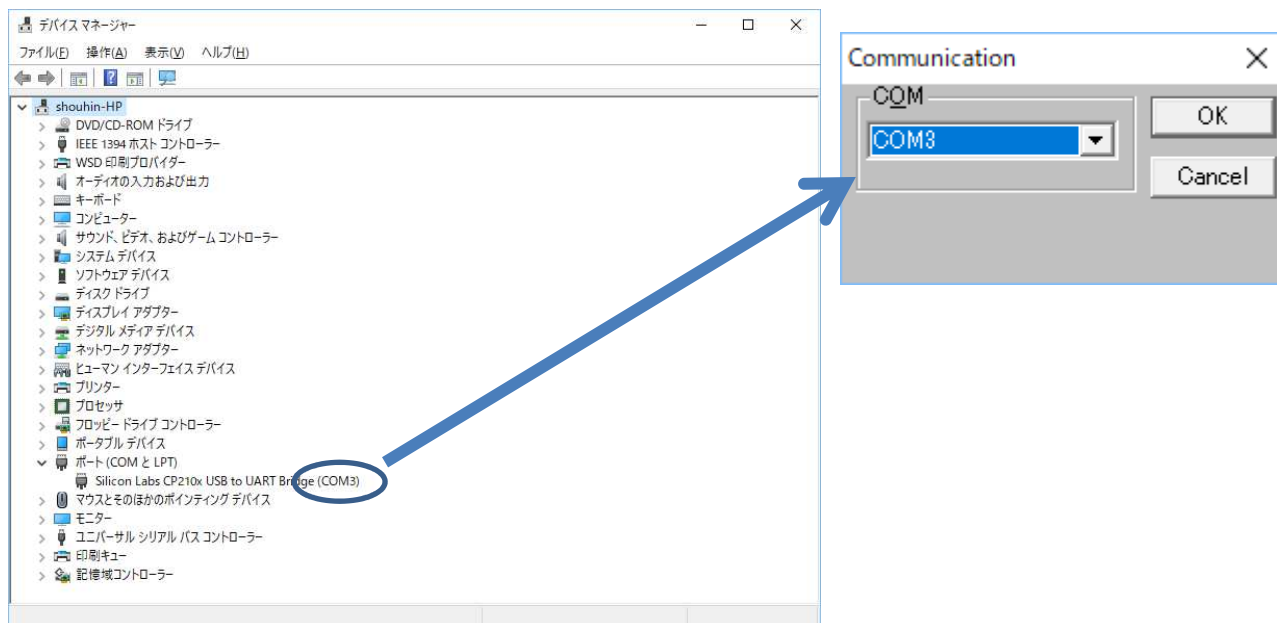 デバイス マネージャー
ファイル(F) 操作(A) 表示(V) ヘルプ(H)
shouhin-HP
DVD/CD-ROM ドライブ
IEEE 1394 ホスト コントローラー
WSD 印刷プロバイダー
オーディオの入力および出力
キーボード
コンピューター
サウンド、ビデオ、およびゲーム コントローラー
システム デバイス
ソフトウェア デバイス
ディスク ドライブ
ディスプレイ アダプター
デジタル メディア デバイス
ネットワーク アダプター
ヒューマン インターフェイス デバイス
プリンター
プロセッサ
フロッピー ドライブ コントローラー
ポータブル デバイス
ポート (COM と LPT)
Silicon Labs CP210x USB to UART Bridge (COM3)
マウスとそのほかのポインティング デバイス
モニター
ユニバーサル シリアル バス コントローラー
印刷キュー
記憶域コントローラー
Communication
COM
COM3
OK
Cancel